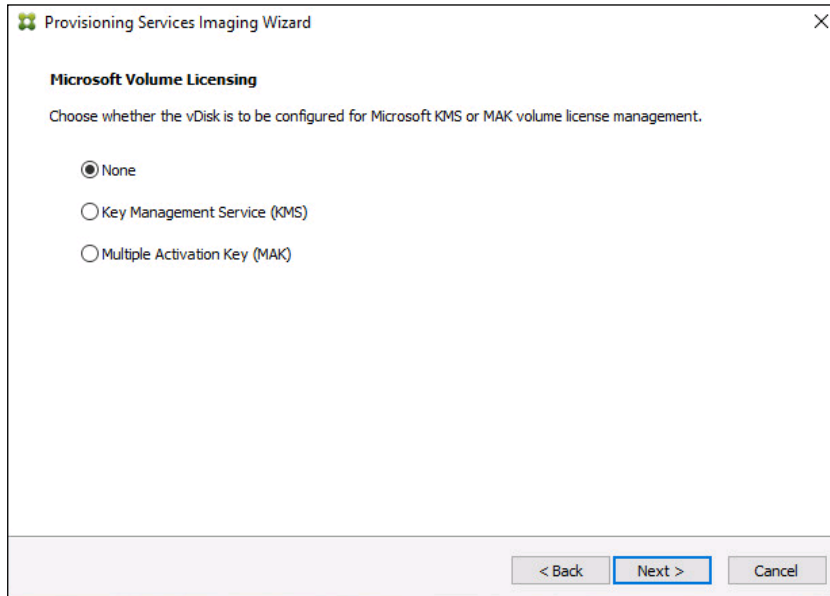 Provisioning Services Imaging Wizard
Microsoft Volume Licensing
Choose whether the vDisk is to be configured for Microsoft KMS or MAK volume license management.
None
Key Management Service (KMS)
Multiple Activation Key (MAK)
< Back Next > Cancel